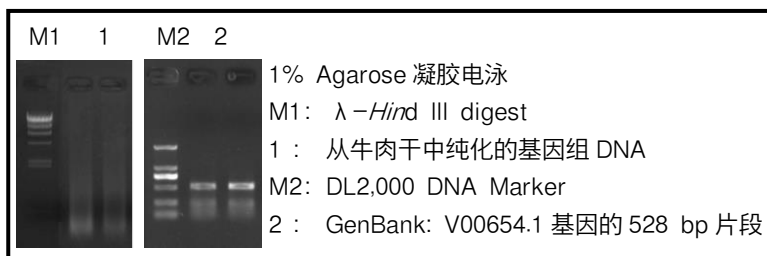 M1 1 M2 2
1% Agarose 凝胶电泳
M1: λ-Hind III digest
1 : 从牛肉干中纯化的基因组 DNA
M2: DL2,000 DNA Marker
2 : GenBank: V00654.1 基因的 528 bp 片段